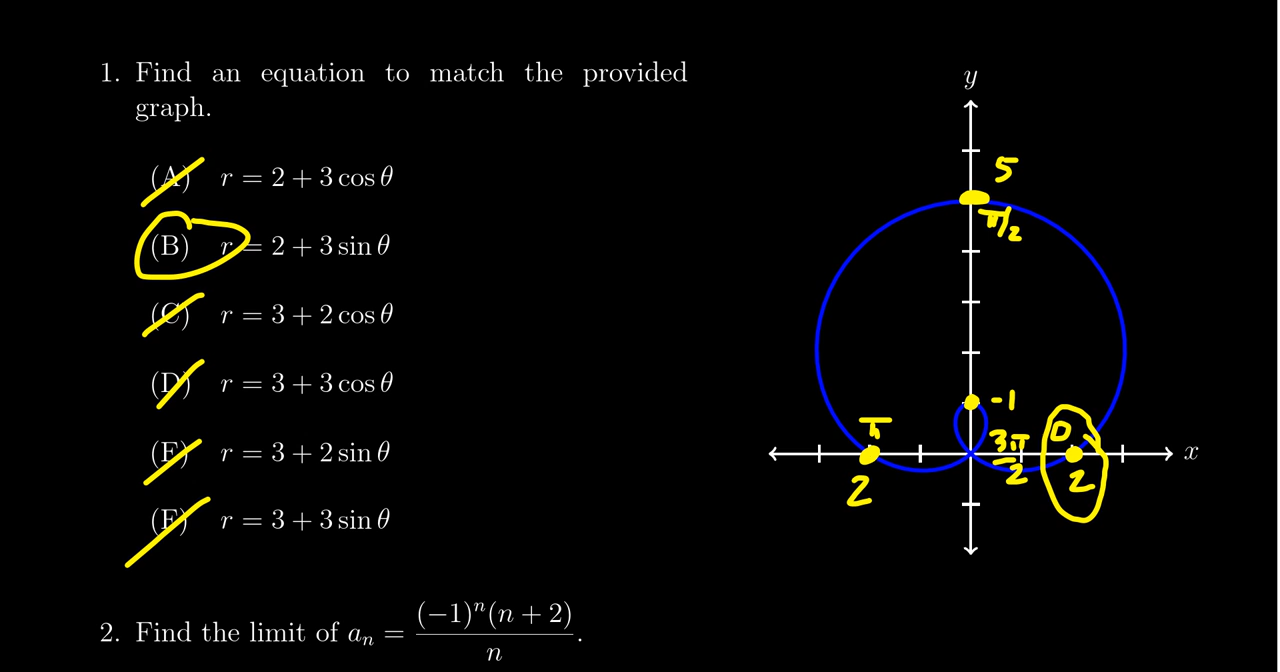 1. Find an equation to match the provided
graph.
(A) r = 2 + 3 cos θ
(B) r = 2 + 3 sin θ
(C) r = 3 + 2 cos θ
(D) r = 3 + 3 cos θ
(E) r = 3 + 2 sin θ
(F) r = 3 + 3 sin θ
y
5
π/2
-1
π
3π/2
0
x
2
2
2. Find the limit of aₙ = (−1)ⁿ(n + 2) / n.